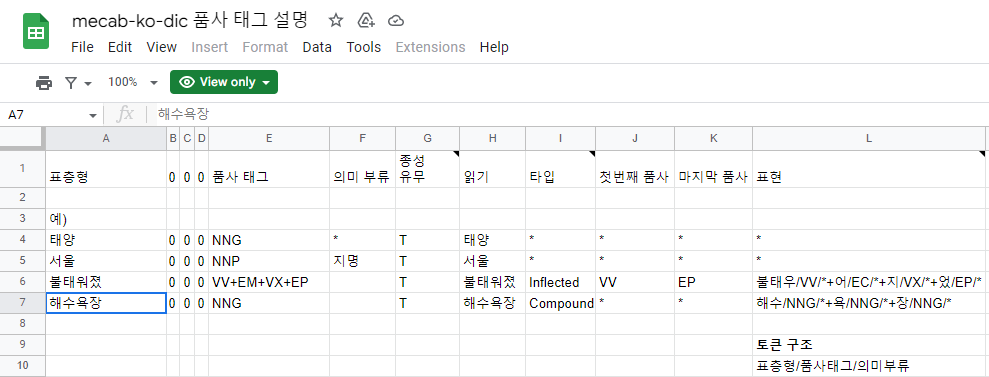 mecab-ko-dic 품사 태그 설명
File Edit View Insert Format Data Tools Extensions Help
100% View only
A7 fx 해수욕장
A B C D E F G H I J K L
1 표층형 0 0 0 품사 태그 의미 부류 종성 유무 읽기 타입 첫번째 품사 마지막 품사 표현
2
3 예)
4 태양 0 0 0 NNG * T 태양 * * * *
5 서울 0 0 0 NNP 지명 T 서울 * * * *
6 불태워졌 0 0 0 VV+EM+VX+EP T 불태워졌 Inflected VV EP 불태우/VV/*+어/EC/*+지/VX/*+었/EP/*
7 해수욕장 0 0 0 NNG T 해수욕장 Compound * * 해수/NNG/*+욕/NNG/*+장/NNG/*
8
9 토큰 구조
10 표층형/품사태그/의미부류